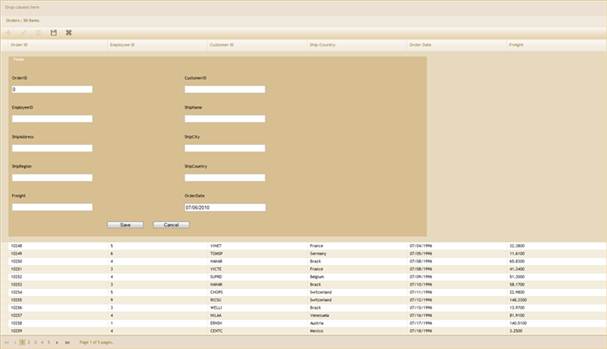 Drop column here
Orders : 50 items
Order ID Employee ID Customer ID Ship Country Order Date Freight
OrderID CustomerID
0
EmployeeID ShipName
ShipAddress ShipCity
ShipRegion ShipCountry
Freight OrderDate
07/06/2010
Save Cancel
10248 5 VINET France 07/04/1996 32.3800
10249 6 TOMSP Germany 07/05/1996 11.6100
10250 4 HANAR Brazil 07/08/1996 65.8300
10251 3 VICTE France 07/08/1996 41.3400
10252 4 SUPRD Belgium 07/09/1996 51.3000
10253 3 HANAR Brazil 07/10/1996 58.1700
10254 5 CHOPS Switzerland 07/11/1996 22.9800
10255 9 RICSU Switzerland 07/12/1996 148.3300
10256 3 WELLI Brazil 07/15/1996 13.9700
10257 4 HILAA Venezuela 07/16/1996 81.9100
10258 1 ERNSH Austria 07/17/1996 140.5100
10259 4 CENTC Mexico 07/18/1996 3.2500
1 2 3 4 5 Page 1 of 5 pages.